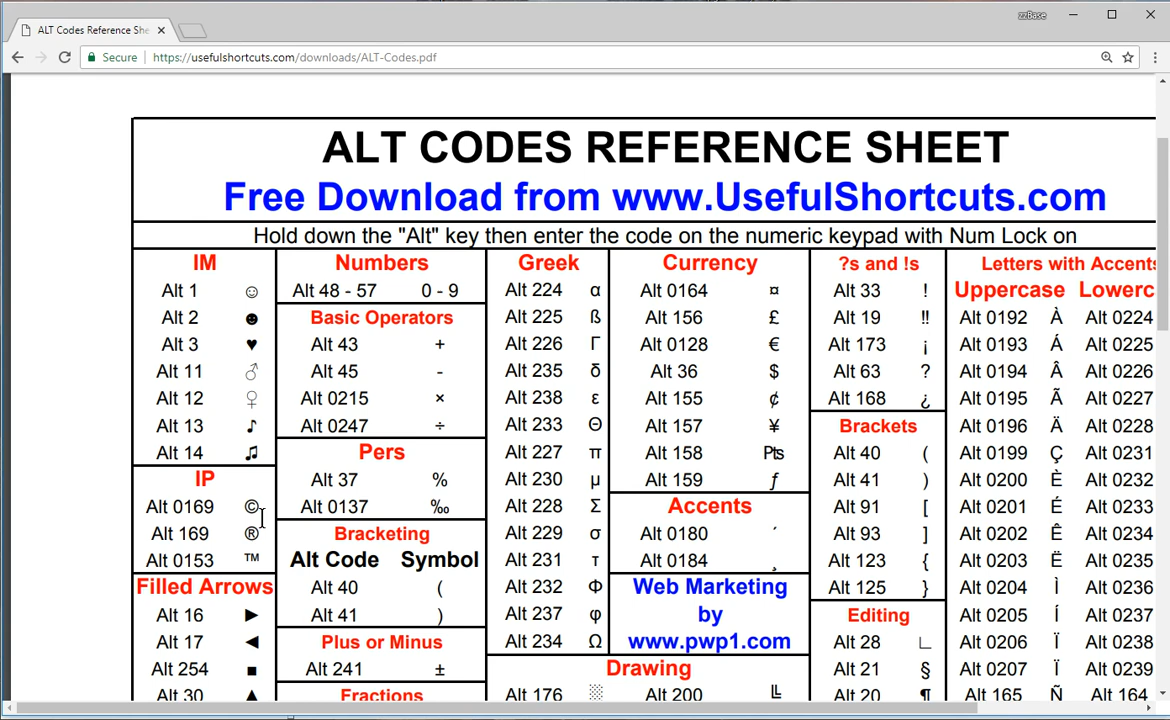 zzBase
ALT Codes Reference She
Secure https://usefulshortcuts.com/downloads/ALT-Codes.pdf
ALT CODES REFERENCE SHEET
Free Download from www.UsefulShortcuts.com
Hold down the "Alt" key then enter the code on the numeric keypad with Num Lock on
IM
Alt 1 ☺
Alt 2 ☻
Alt 3 ♥
Alt 11 ♂
Alt 12 ♀
Alt 13 ♪
Alt 14 ♫
IP
Alt 0169 ©
Alt 169 ®
Alt 0153 ™
Filled Arrows
Alt 16 ►
Alt 17 ◄
Alt 254 ■
Alt 30 ▲
Numbers
Alt 48 - 57 0 - 9
Basic Operators
Alt 43 +
Alt 45 -
Alt 0215 ×
Alt 0247 ÷
Pers
Alt 37 %
Alt 0137 ‰
Bracketing
Alt Code Symbol
Alt 40 (
Alt 41 )
Plus or Minus
Alt 241 ±
Fractions
Greek
Alt 224 α
Alt 225 ß
Alt 226 Γ
Alt 235 δ
Alt 238 ε
Alt 233 Θ
Alt 227 π
Alt 230 µ
Alt 228 Σ
Alt 229 σ
Alt 231 τ
Alt 232 Φ
Alt 237 φ
Alt 234 Ω
Currency
Alt 0164 ¤
Alt 156 £
Alt 0128 €
Alt 36 $
Alt 155 ¢
Alt 157 ¥
Alt 158 ₧
Alt 159 ƒ
Accents
Alt 0180 ´
Alt 0184 ¸
Web Marketing
by
www.pwp1.com
Drawing
Alt 176 ░ Alt 200 ╚
?s and !s
Alt 33 !
Alt 19 ‼
Alt 173 ¡
Alt 63 ?
Alt 168 ¿
Brackets
Alt 40 (
Alt 41 )
Alt 91 [
Alt 93 ]
Alt 123 {
Alt 125 }
Editing
Alt 28 ∟
Alt 21 §
Alt 20 ¶
Letters with Accents
Uppercase Lowerc
Alt 0192 À Alt 0224
Alt 0193 Á Alt 0225
Alt 0194 Â Alt 0226
Alt 0195 Ã Alt 0227
Alt 0196 Ä Alt 0228
Alt 0199 Ç Alt 0231
Alt 0200 È Alt 0232
Alt 0201 É Alt 0233
Alt 0202 Ê Alt 0234
Alt 0203 Ë Alt 0235
Alt 0204 Ì Alt 0236
Alt 0205 Í Alt 0237
Alt 0206 Ï Alt 0238
Alt 0207 Ï Alt 0239
Alt 165 Ñ Alt 164